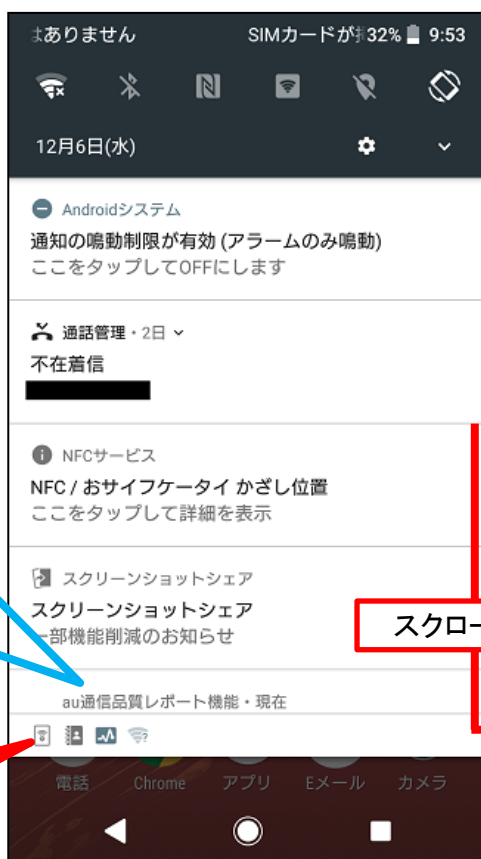 はありません SIMカードが挿 32% 9:53
12月6日(水)
Androidシステム
通知の鳴動制限が有効 (アラームのみ鳴動)
ここをタップしてOFFにします
通話管理・2日
不在着信
NFCサービス
NFC / おサイフケータイ かざし位置
ここをタップして詳細を表示
スクリーンショットシェア
スクリーンショットシェア
一部機能削減のお知らせ
スクロー
au通信品質レポート機能・現在
電話 Chrome アプリ Eメール カメラ